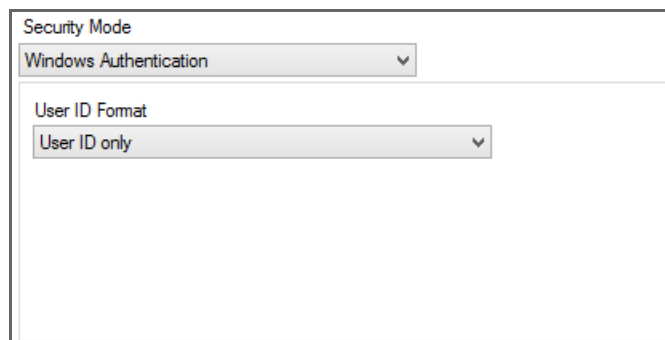 Security Mode
Windows Authentication
User ID Format
User ID only